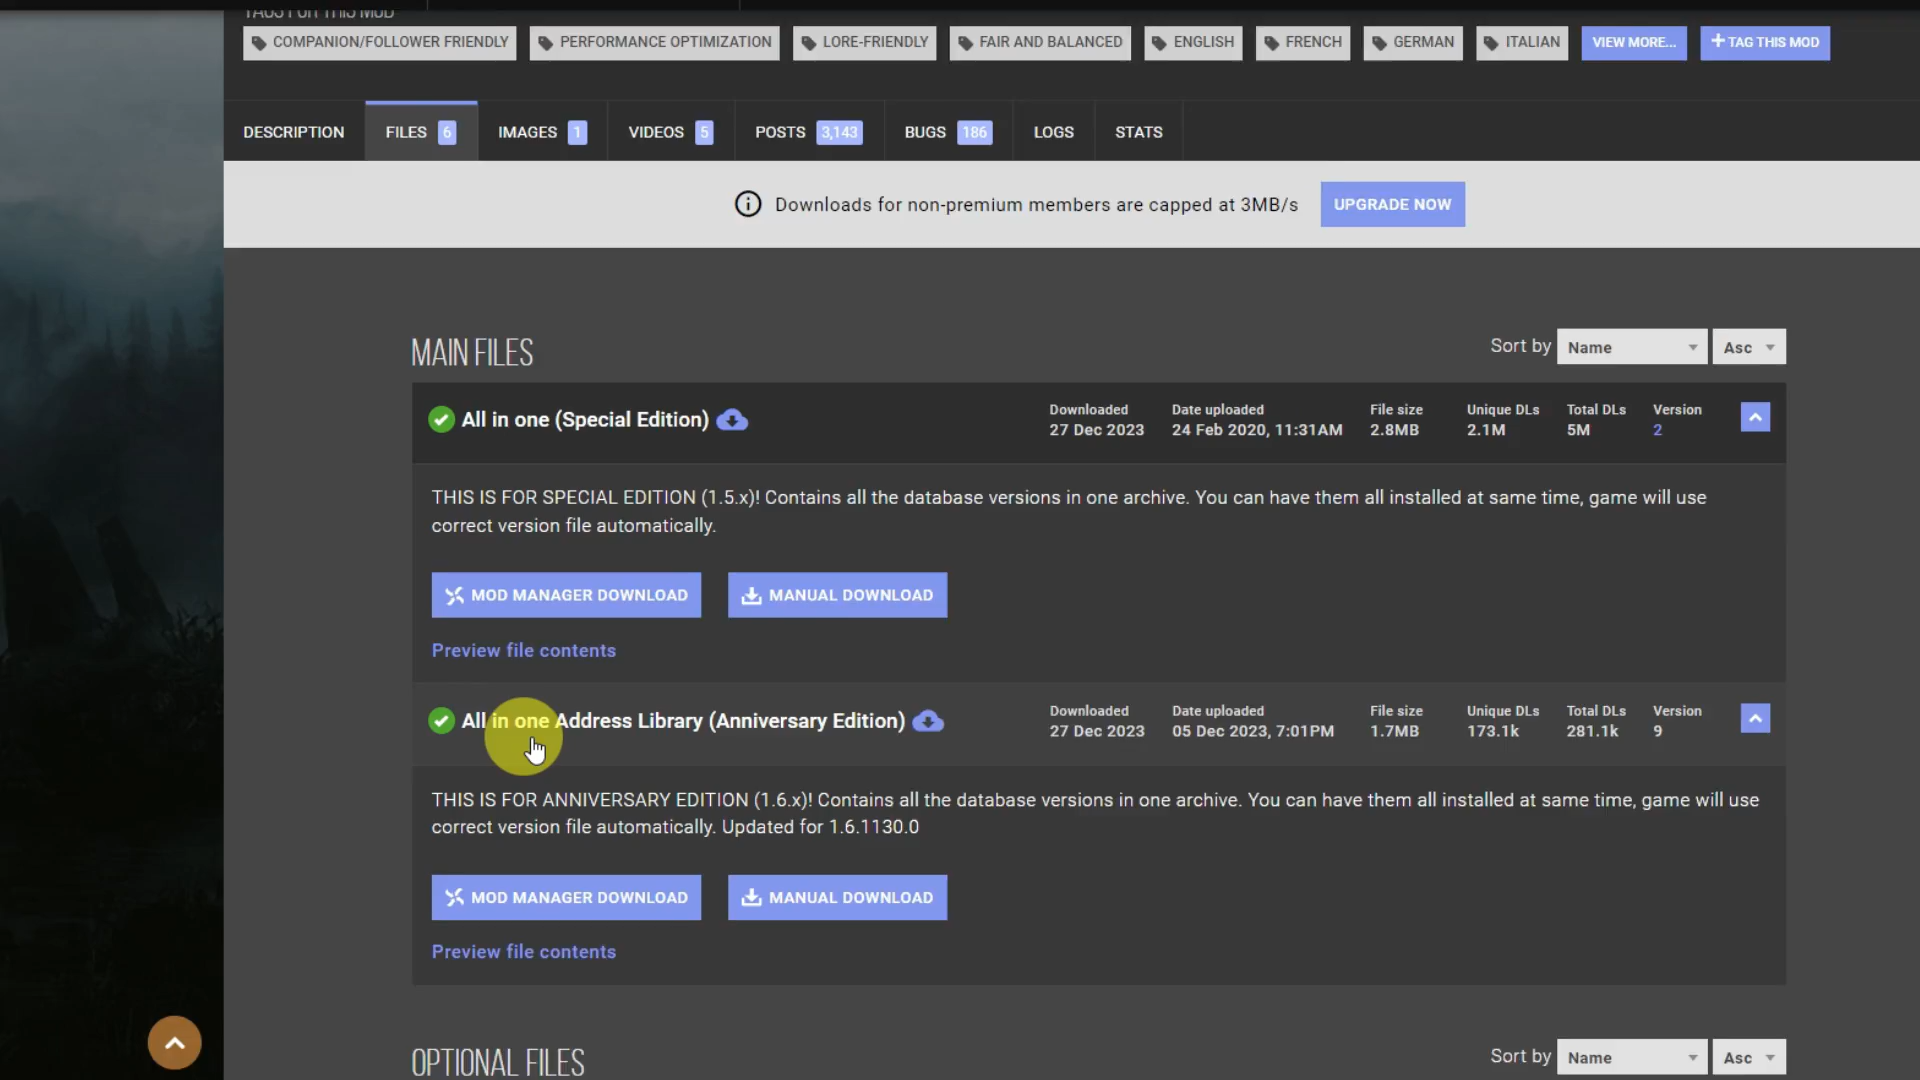 TAGS FOR THIS MOD
COMPANION/FOLLOWER FRIENDLY PERFORMANCE OPTIMIZATION LORE-FRIENDLY FAIR AND BALANCED ENGLISH FRENCH GERMAN ITALIAN VIEW MORE... TAG THIS MOD
DESCRIPTION FILES 6 IMAGES 1 VIDEOS 5 POSTS 3,143 BUGS 186 LOGS STATS
Downloads for non-premium members are capped at 3MB/s UPGRADE NOW
MAIN FILES Sort by Name Asc
All in one (Special Edition) Downloaded Date uploaded File size Unique DLs Total DLs Version
27 Dec 2023 24 Feb 2020, 11:31AM 2.8MB 2.1M 5M 2
THIS IS FOR SPECIAL EDITION (1.5.x)! Contains all the database versions in one archive. You can have them all installed at same time, game will use
correct version file automatically.
MOD MANAGER DOWNLOAD MANUAL DOWNLOAD
Preview file contents
All in one Address Library (Anniversary Edition) Downloaded Date uploaded File size Unique DLs Total DLs Version
27 Dec 2023 05 Dec 2023, 7:01PM 1.7MB 173.1k 281.1k 9
THIS IS FOR ANNIVERSARY EDITION (1.6.x)! Contains all the database versions in one archive. You can have them all installed at same time, game will use
correct version file automatically. Updated for 1.6.1130.0
MOD MANAGER DOWNLOAD MANUAL DOWNLOAD
Preview file contents
OPTIONAL FILES Sort by Name Asc